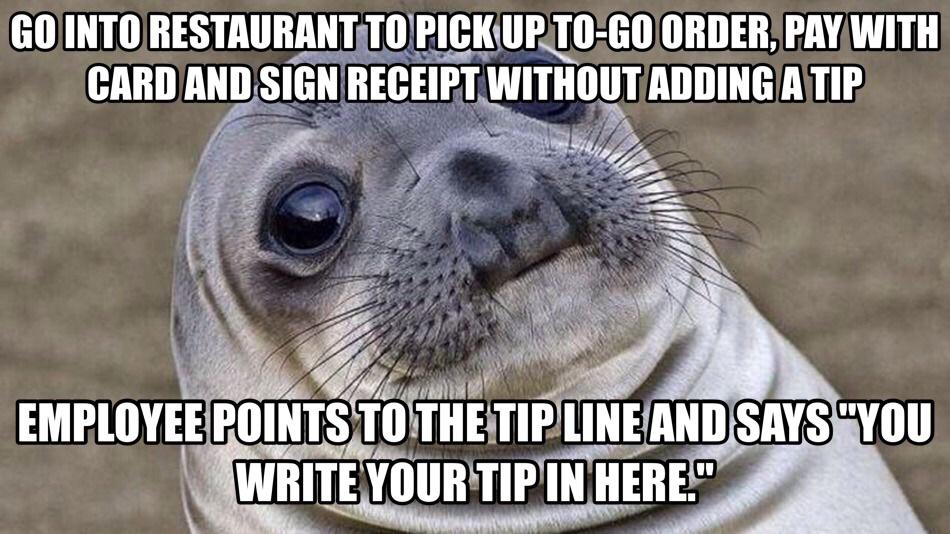 GO INTO RESTAURANT TO PICK UP TO-GO ORDER, PAY WITH
CARD AND SIGN RECEIPT WITHOUT ADDING A TIP
EMPLOYEE POINTS TO THE TIP LINE AND SAYS "YOU
WRITE YOUR TIP IN HERE."